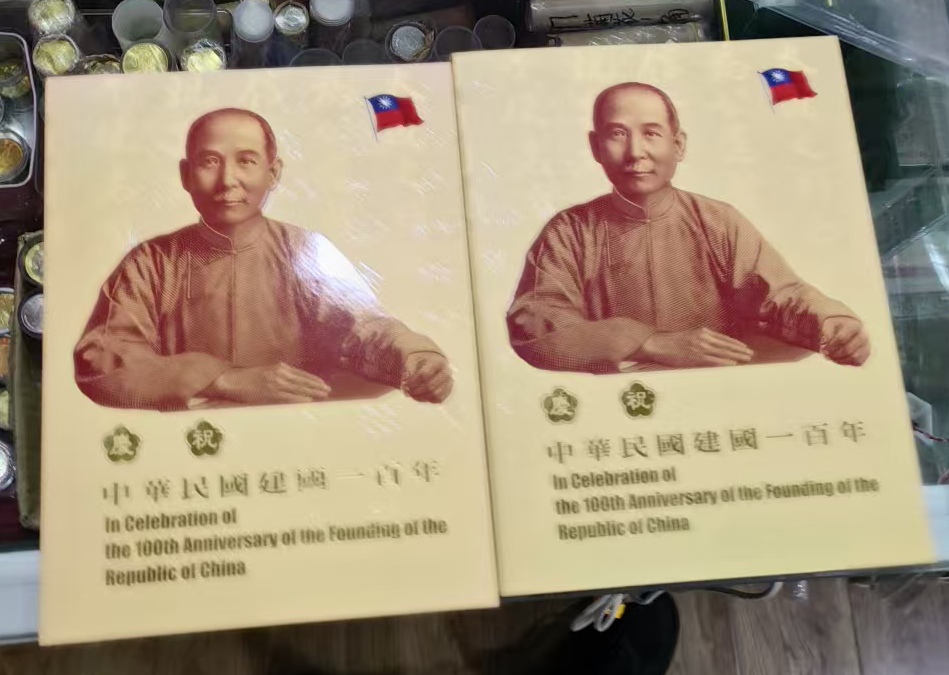 慶 祝
中華民國建國一百年
In Celebration of
the 100th Anniversary of the Founding of the
Republic of China
慶 祝
中華民國建國一百年
In Celebration of
the 100th Anniversary of the Founding of the
Republic of China